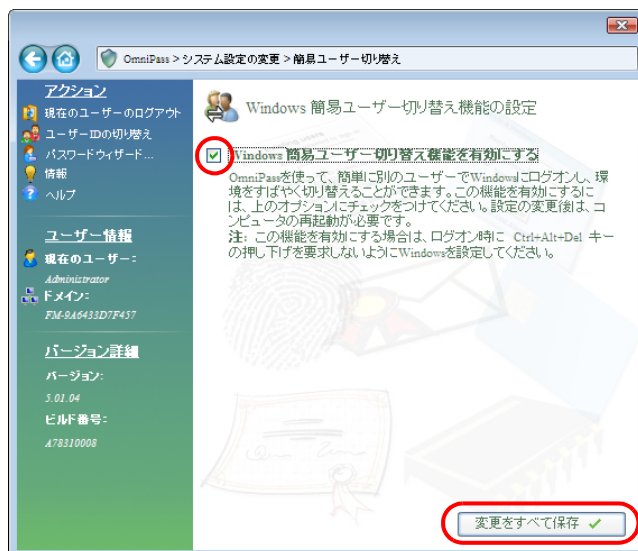 OmniPass > システム設定の変更 > 簡易ユーザー切り替え
アクション
現在のユーザーのログアウト
ユーザーIDの切り替え
パスワードウィザード...
情報
ヘルプ
ユーザー情報
現在のユーザー:
Administrator
ドメイン:
FM-9A6433D7F457
バージョン詳細
バージョン:
5.01.04
ビルド番号:
A78310008
Windows 簡易ユーザー切り替え機能の設定
Windows 簡易ユーザー切り替え機能を有効にする
OmniPassを使って、簡単に別のユーザーでWindowsにログオンし、環
境をすばやく切り替えることができます。この機能を有効にするに
は、上のオプションにチェックをつけてください。設定の変更後は、コ
ンピュータの再起動が必要です。
注: この機能を有効にする場合は、ログオン時に Ctrl+Alt+Del キー
の押し下げを要求しないようにWindowsを設定してください。
変更をすべて保存